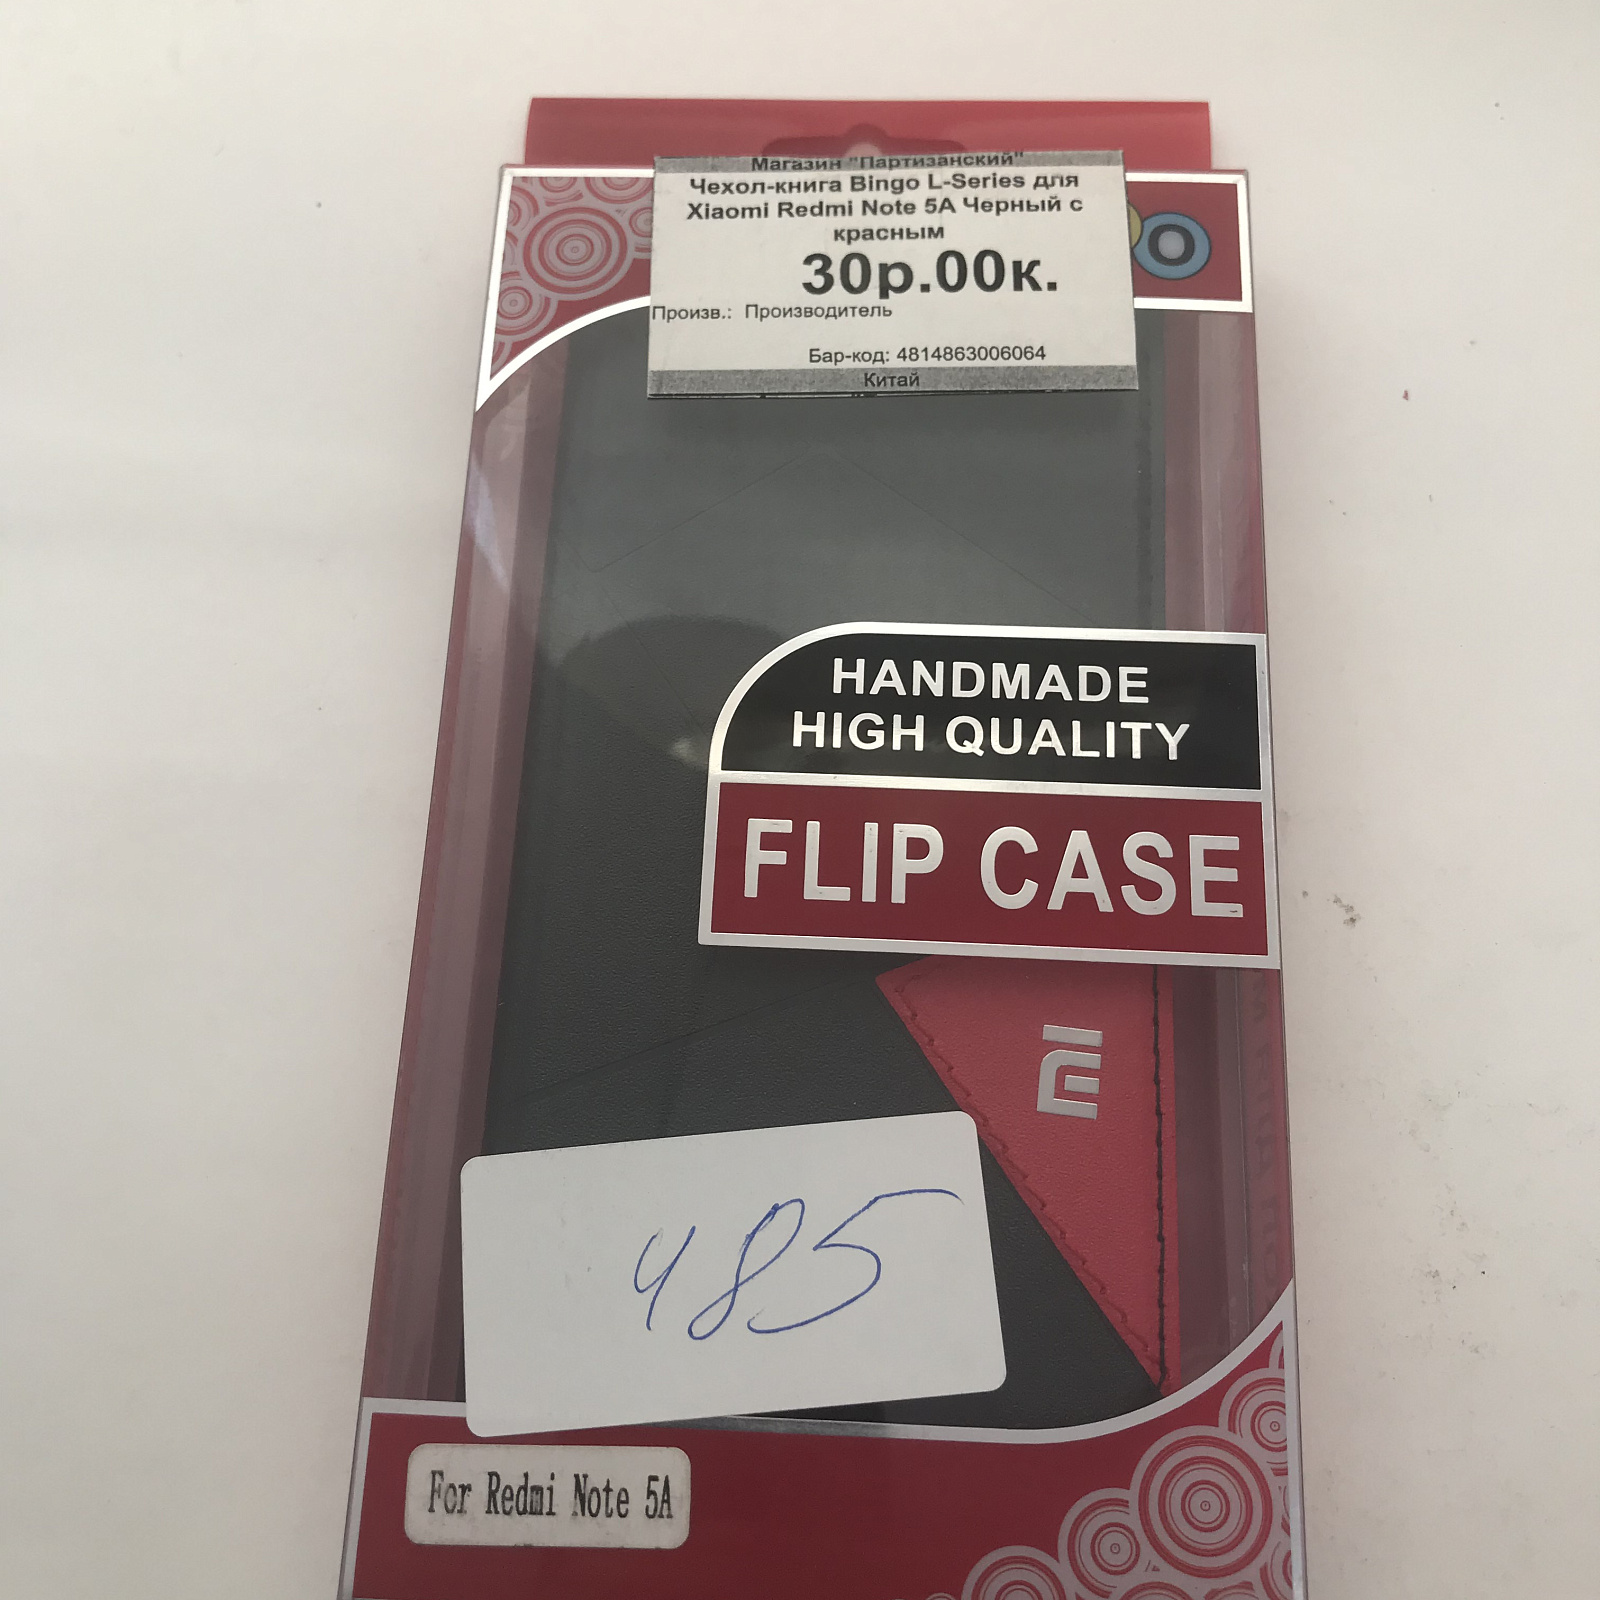 Магазин "Партизанский"
Чехол-книга Bingo L-Series для
Xiaomi Redmi Note 5A Черный с
красным
30р.00к.
Произв.: Производитель
Бар-код: 4814863006064
Китай
HANDMADE
HIGH QUALITY
FLIP CASE
485
For Redmi Note 5A